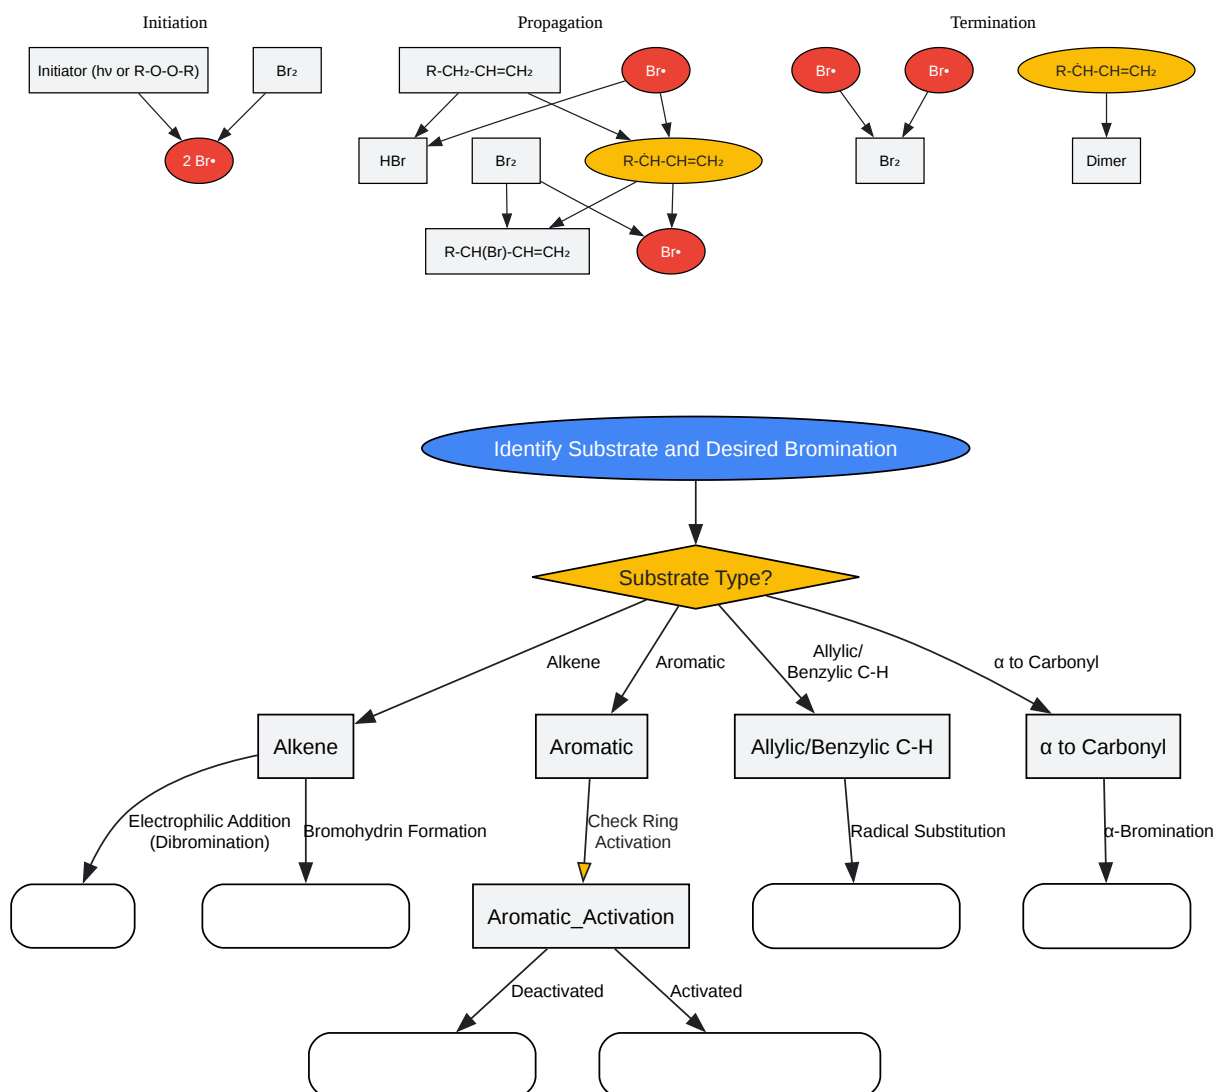 Initiation
Propagation
Termination
Initiator (hν or R-O-O-R)
Br₂
R-CH₂-CH=CH₂
Br•
Br•
Br•
R-ĊH-CH=CH₂
2 Br•
HBr
Br₂
R-ĊH-CH=CH₂
Br₂
Dimer
R-CH(Br)-CH=CH₂
Br•
Identify Substrate and Desired Bromination
Substrate Type?
Alkene
Aromatic
Allylic/
Benzylic C-H
α to Carbonyl
Alkene
Aromatic
Allylic/Benzylic C-H
α to Carbonyl
Electrophilic Addition
(Dibromination)
Bromohydrin Formation
Check Ring
Activation
Radical Substitution
α-Bromination
Aromatic_Activation
Deactivated
Activated